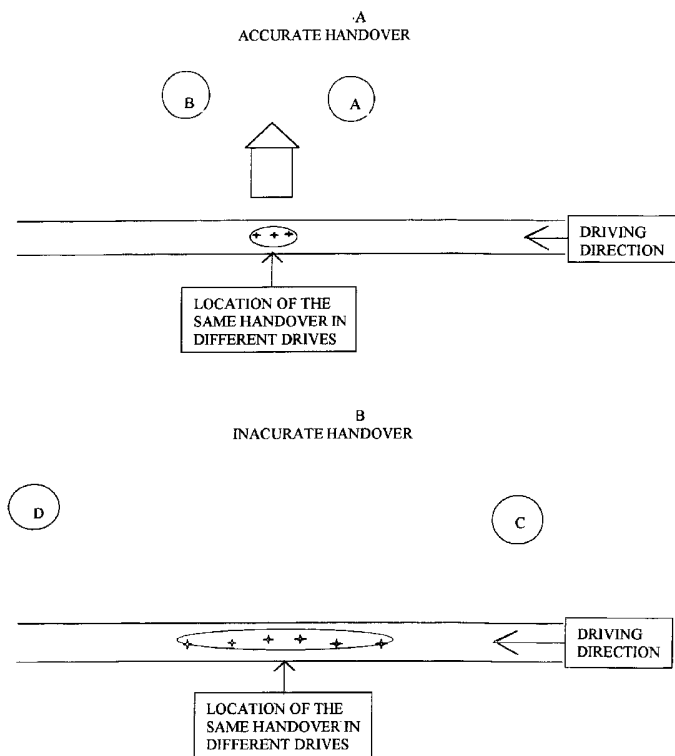 A
ACCURATE HANDOVER
B
A
DRIVING
DIRECTION
LOCATION OF THE
SAME HANDOVER IN
DIFFERENT DRIVES
B
INACURATE HANDOVER
D
C
DRIVING
DIRECTION
LOCATION OF THE
SAME HANDOVER IN
DIFFERENT DRIVES